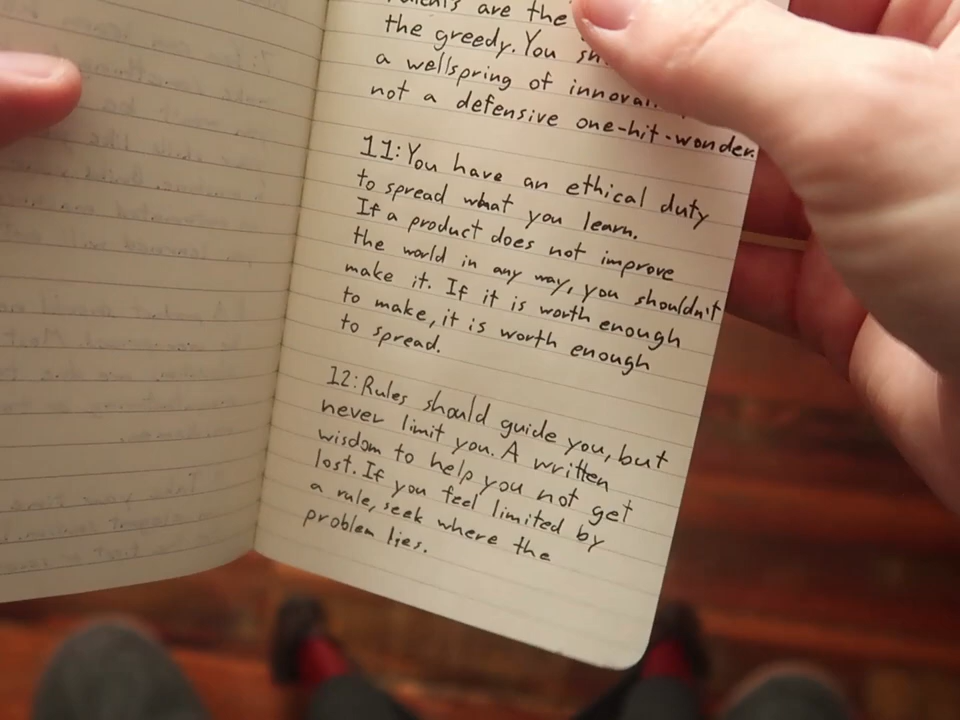 are the
the greedy. You
a wellspring of
not a defensive one-hit-wonder.
11: You have an ethical duty
to spread what you learn.
If a product does not improve
the world in any way, you shouldn't
make it. If it is worth enough
to make, it is worth enough
to spread.
12: Rules should guide you, but
never limit you. A written
wisdom to help you not get
lost. If you feel limited by
a rule, seek where the
problem lies.